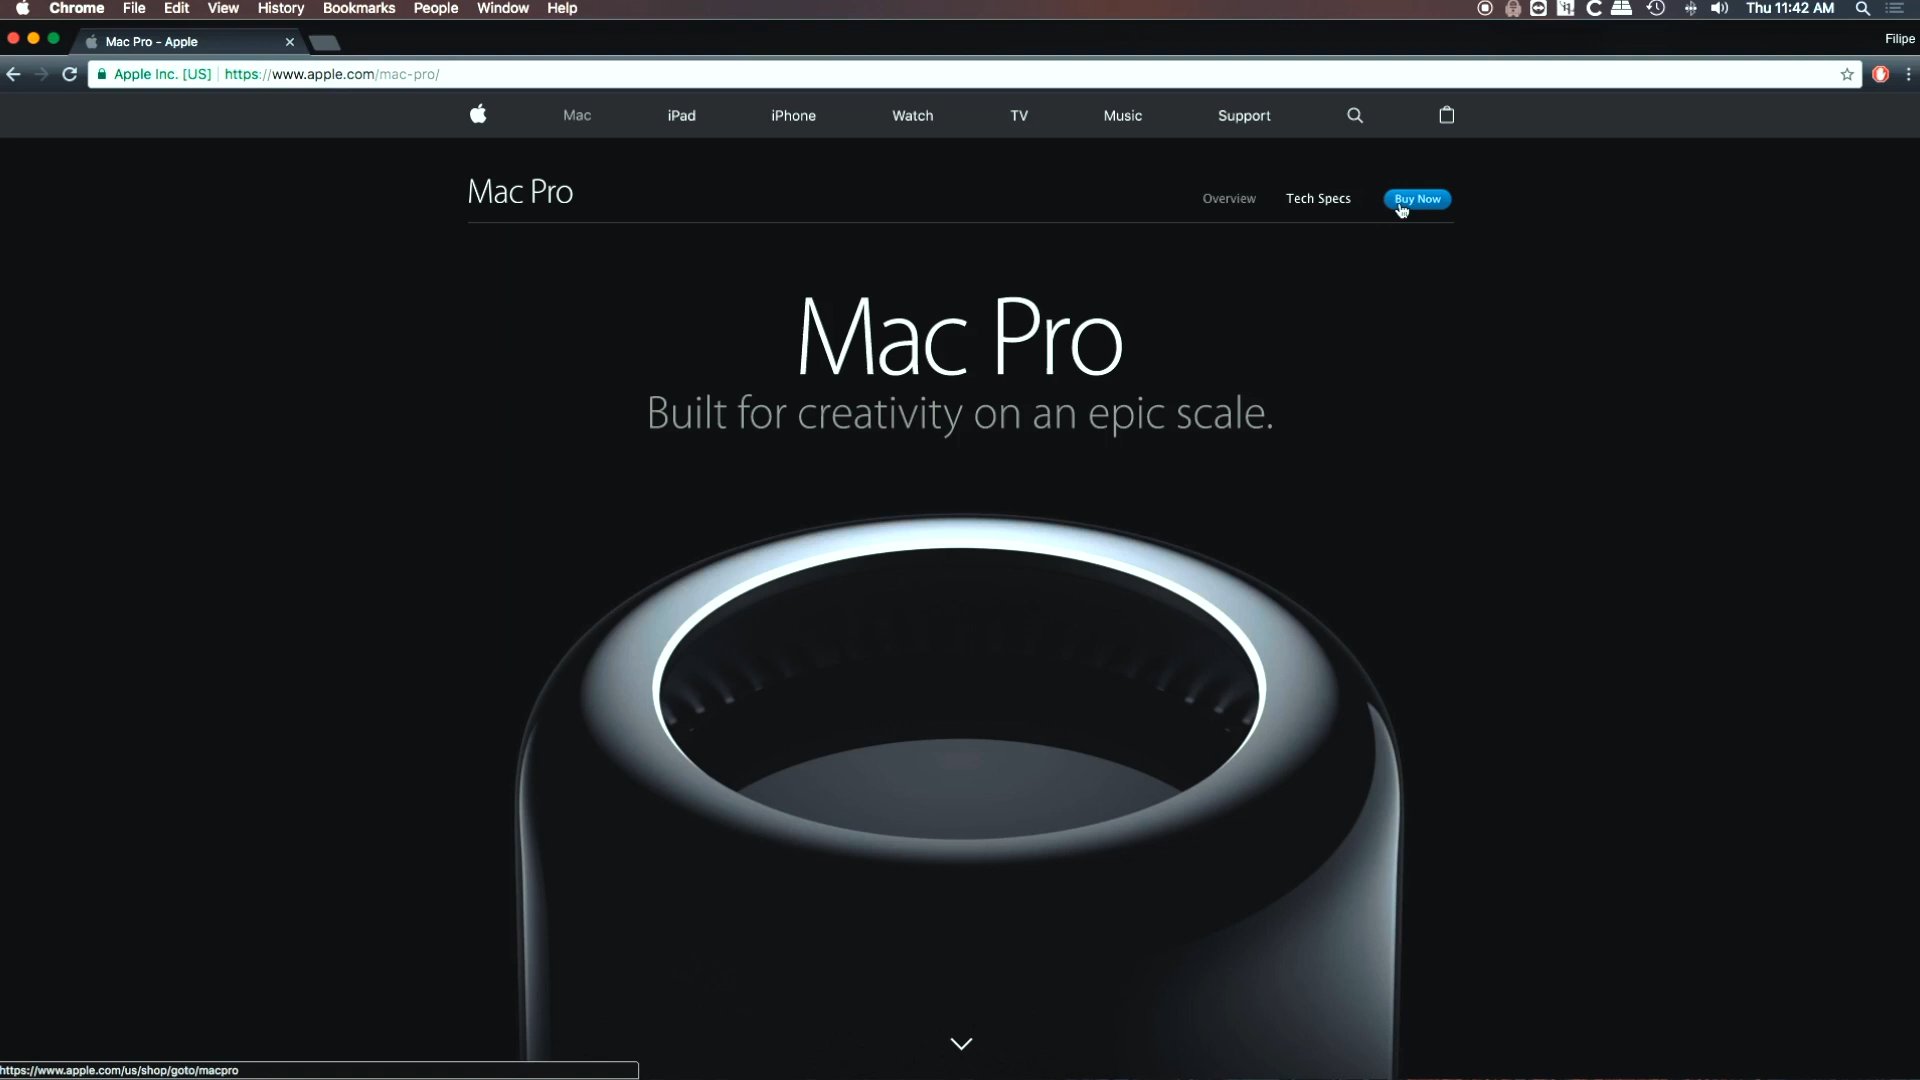 Chrome File Edit View History Bookmarks People Window Help Thu 11:42 AM
Mac Pro - Apple Filipe
Apple Inc. [US] https://www.apple.com/mac-pro/
Mac iPad iPhone Watch TV Music Support
Mac Pro Overview Tech Specs Buy Now
Mac Pro
Built for creativity on an epic scale.
https://www.apple.com/us/shop/goto/macpro